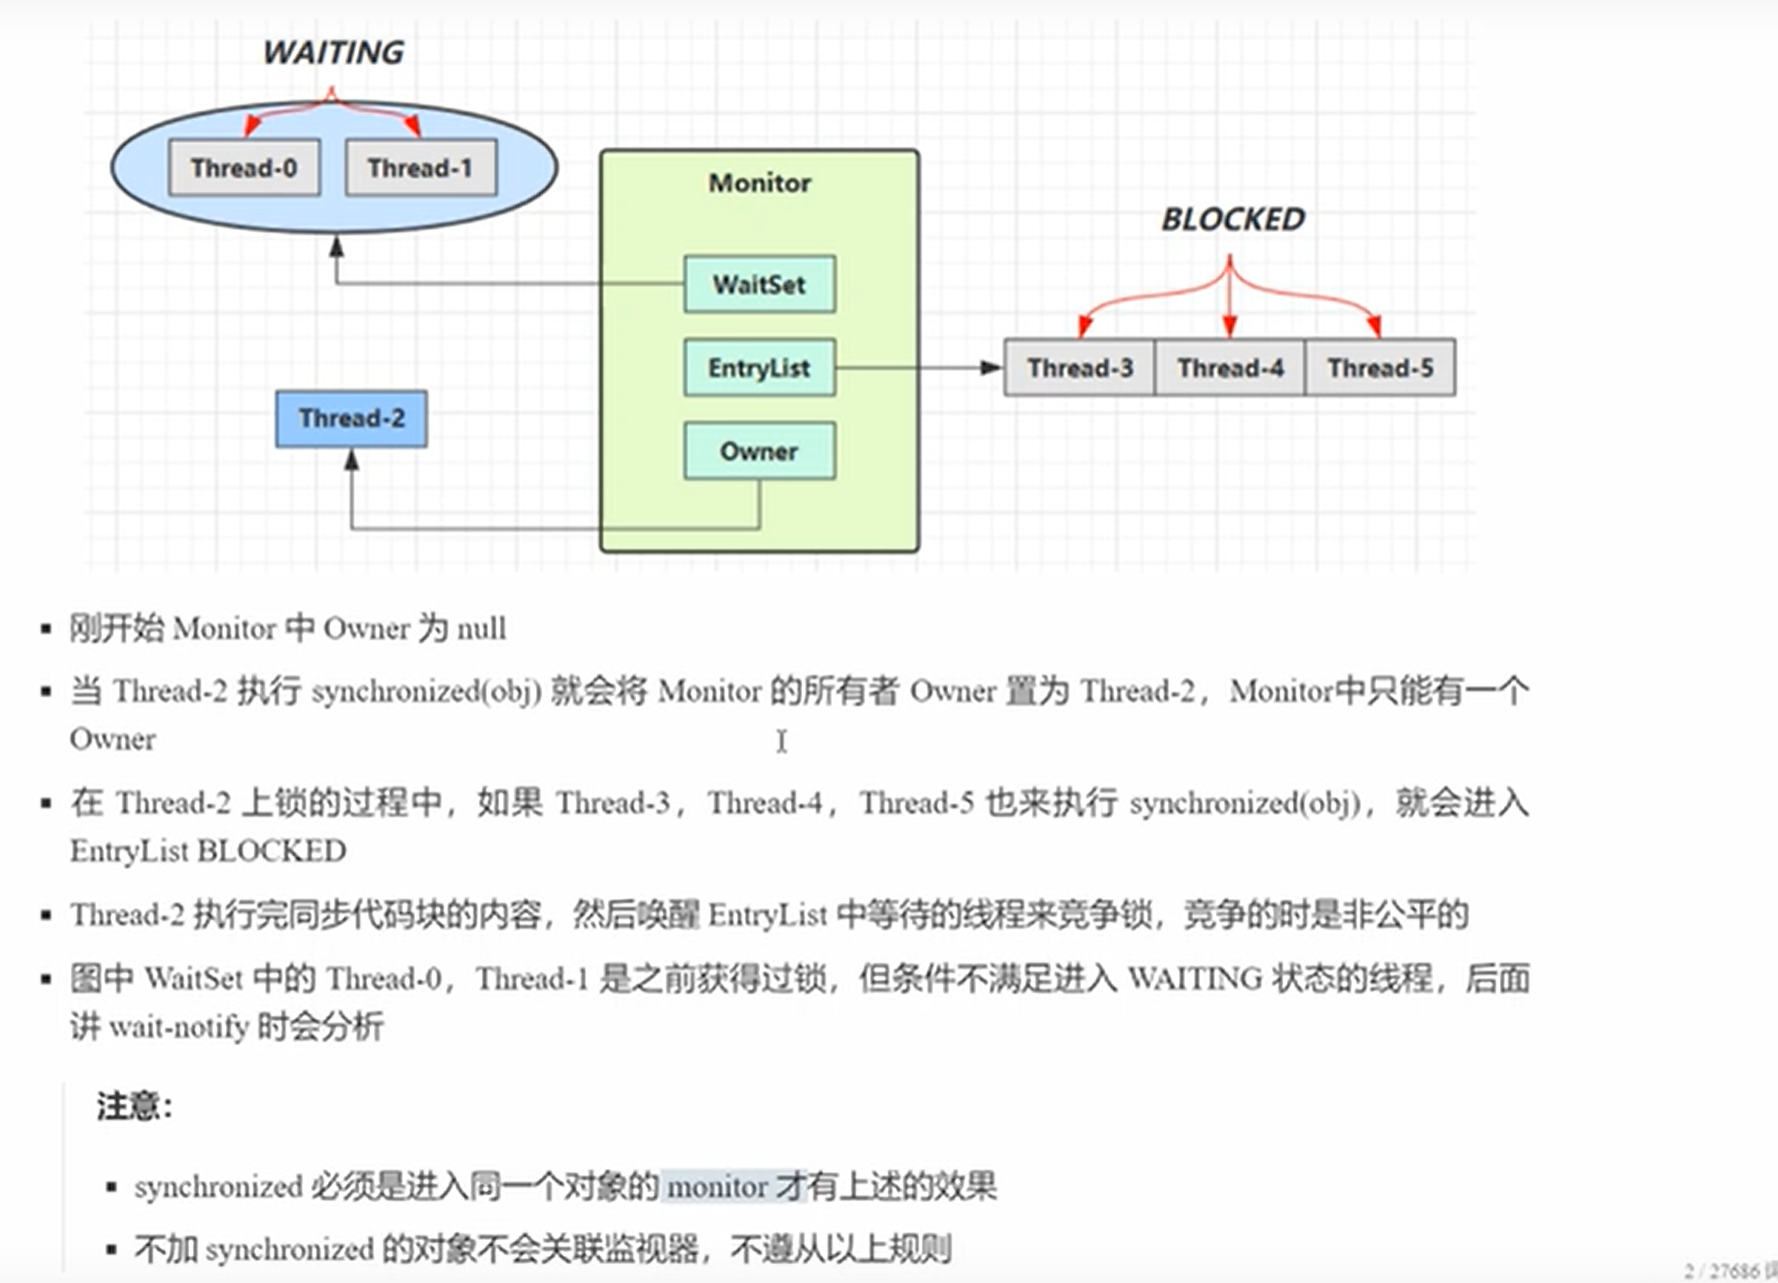 WAITING
Thread-0
Thread-1
Monitor
WaitSet
BLOCKED
EntryList
Thread-3
Thread-4
Thread-5
Thread-2
Owner
刚开始 Monitor 中 Owner 为 null
当 Thread-2 执行 synchronized(obj) 就会将 Monitor 的所有者 Owner 置为 Thread-2，Monitor中只能有一个
Owner
在 Thread-2 上锁的过程中，如果 Thread-3，Thread-4，Thread-5 也来执行 synchronized(obj)，就会进入
EntryList BLOCKED
Thread-2 执行完同步代码块的内容，然后唤醒 EntryList 中等待的线程来竞争锁，竞争的时是非公平的
图中 WaitSet 中的 Thread-0，Thread-1 是之前获得过锁，但条件不满足进入 WAITING 状态的线程，后面
讲 wait-notify 时会分析
注意：
synchronized 必须是进入同一个对象的 monitor 才有上述的效果
不加 synchronized 的对象不会关联监视器，不遵从以上规则
2 / 27686